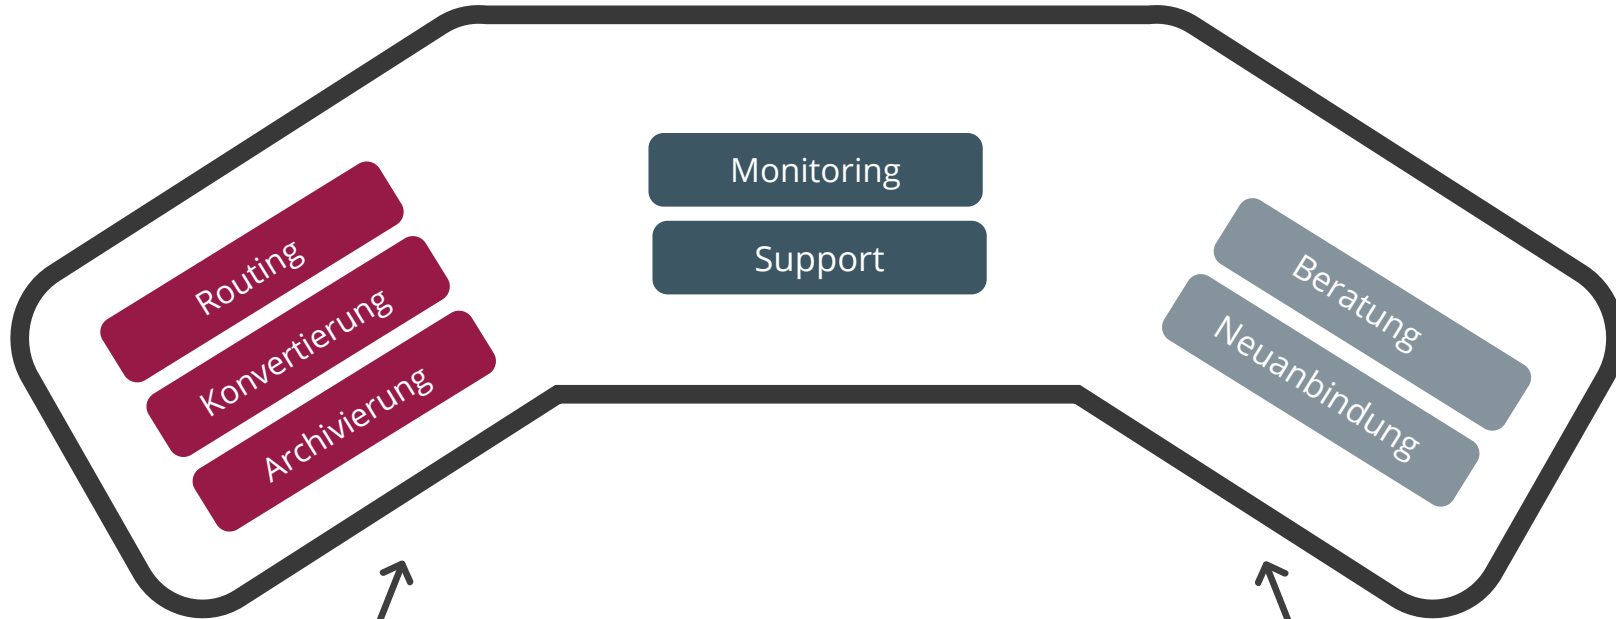 Routing
Konvertierung
Archivierung
Monitoring
Support
Beratung
Neuanbindung